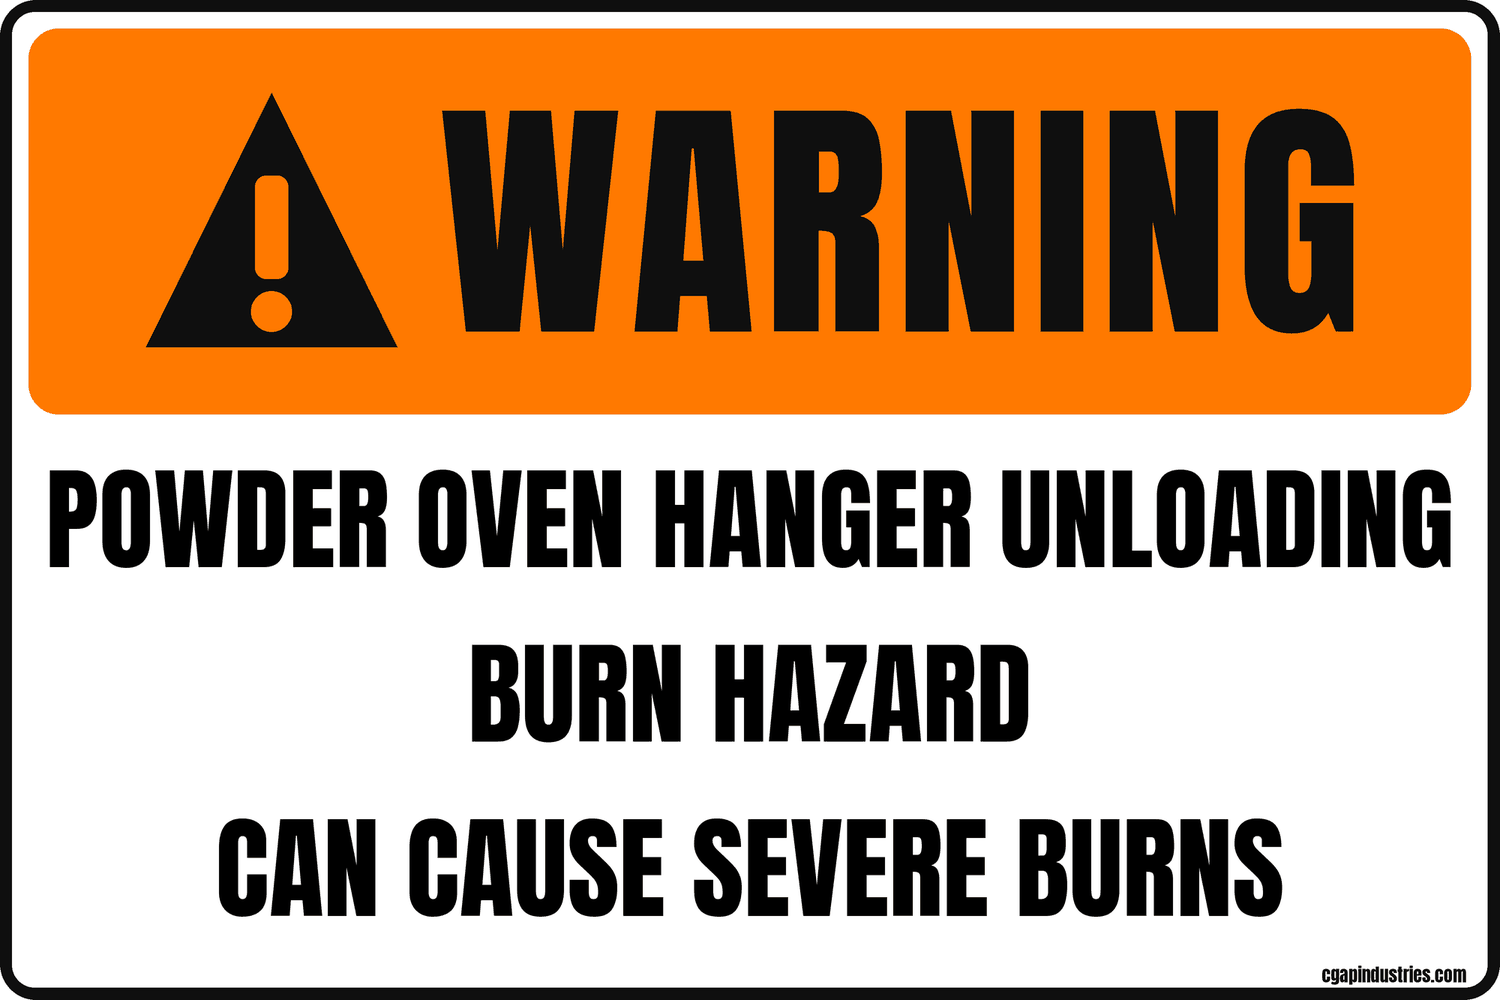 WARNING
POWDER OVEN HANGER UNLOADING
BURN HAZARD
CAN CAUSE SEVERE BURNS
cgapindustries.com